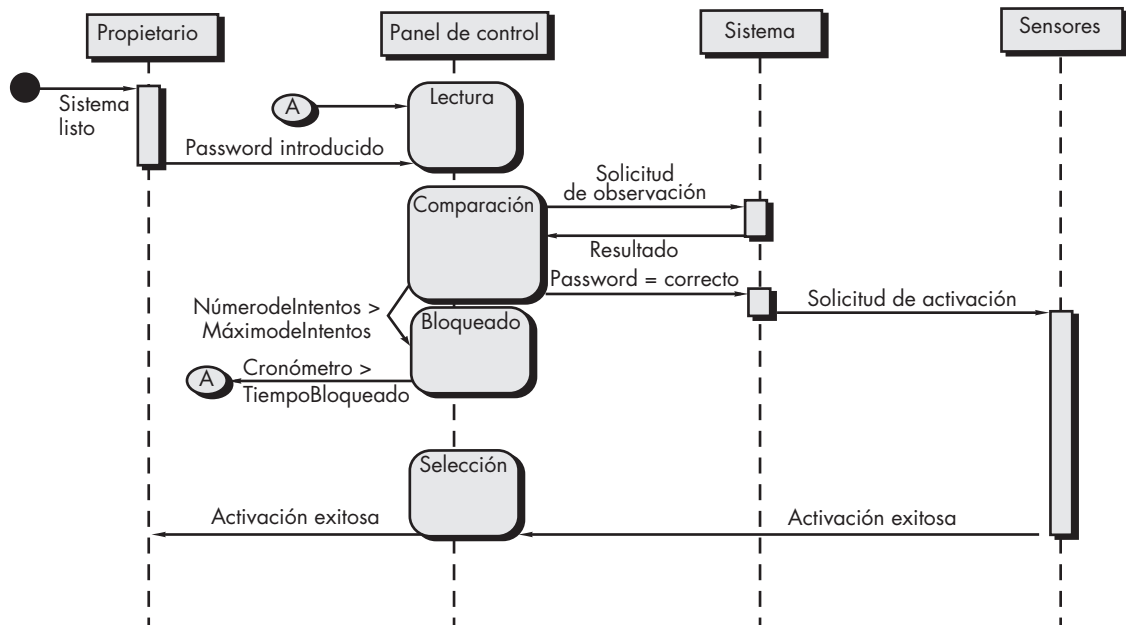 Propietario
Panel de control
Sistema
Sensores
Sistema
listo
A
Lectura
Password introducido
Solicitud
de observación
Comparación
Resultado
Password = correcto
Solicitud de activación
NúmerodeIntentos >
MáximodeIntentos
Bloqueado
A
Cronómetro >
TiempoBloqueado
Selección
Activación exitosa
Activación exitosa